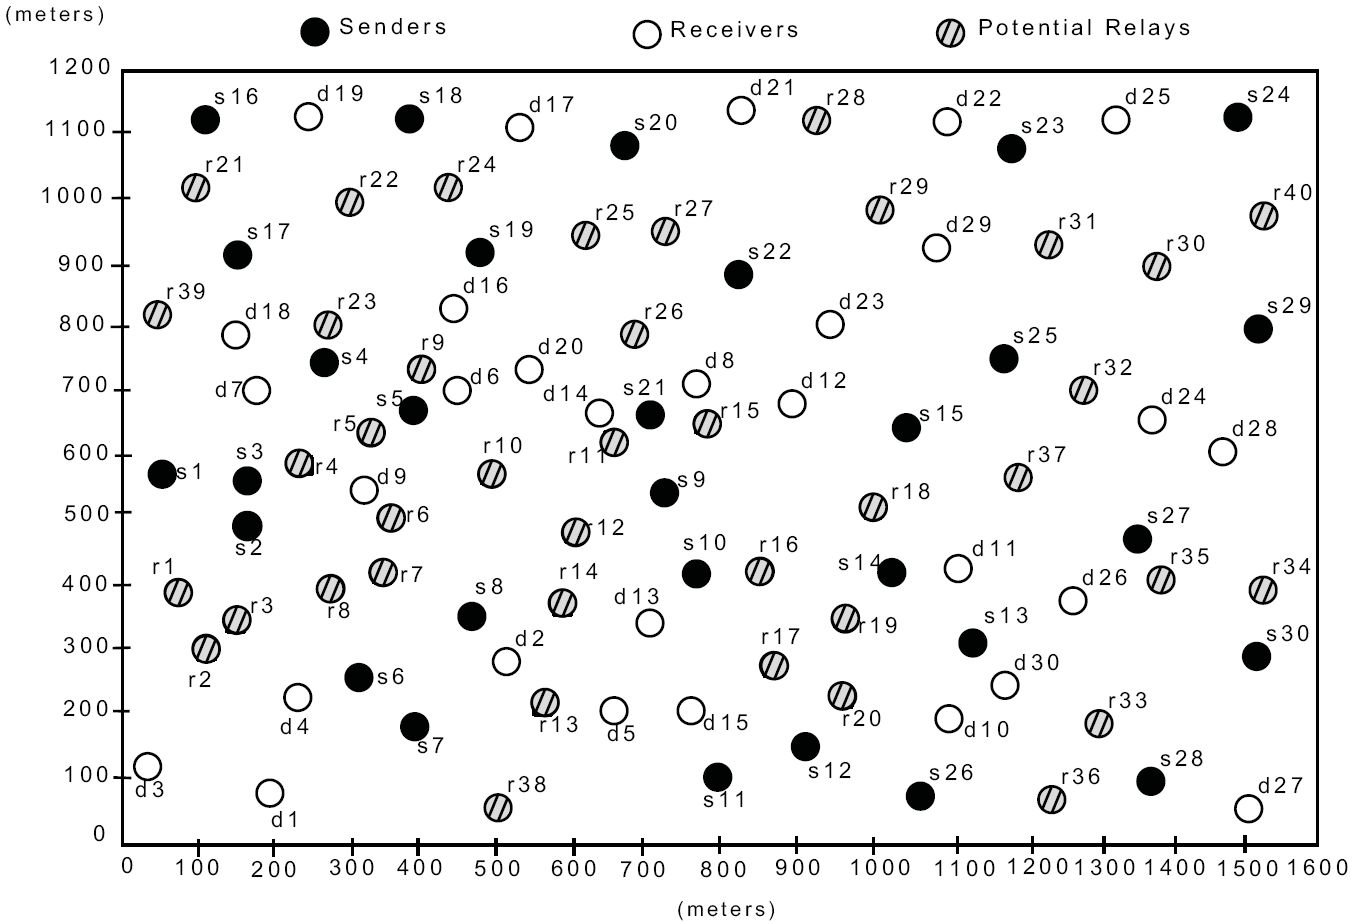 (meters)
Senders Receivers Potential Relays
1200
s16 d19 s18 d17 s20 d21 r28 d22 s23 d25 s24
1100
r21 r22 r24 r25 r27 r29 r31 r40
1000
s17 s19 s22 d29 r30
900
r39 d18 r23 d16 r26 d23 s25 s29
800
s4 r9 d6 d20 d8 r32
700
d7 s5 d14 s21 r15 d12 s15 d24 d28
r5 r10 r11 r37
600
s1 s3 r4 d9 s9 r18
500
s2 r6 r12 s10 r16 s14 d11 s27
400
r1 r3 r8 r7 s8 r14 d13 r19 d26 r35 r34
300
r2 s6 d2 r17 s13 d30 s30
200
d4 s7 r13 d5 d15 r20 d10 r33
100
d3 d1 r38 s11 s12 s26 r36 s28 d27
0
0 100 200 300 400 500 600 700 800 900 1000 1100 1200 1300 1400 1500 1600
(meters)